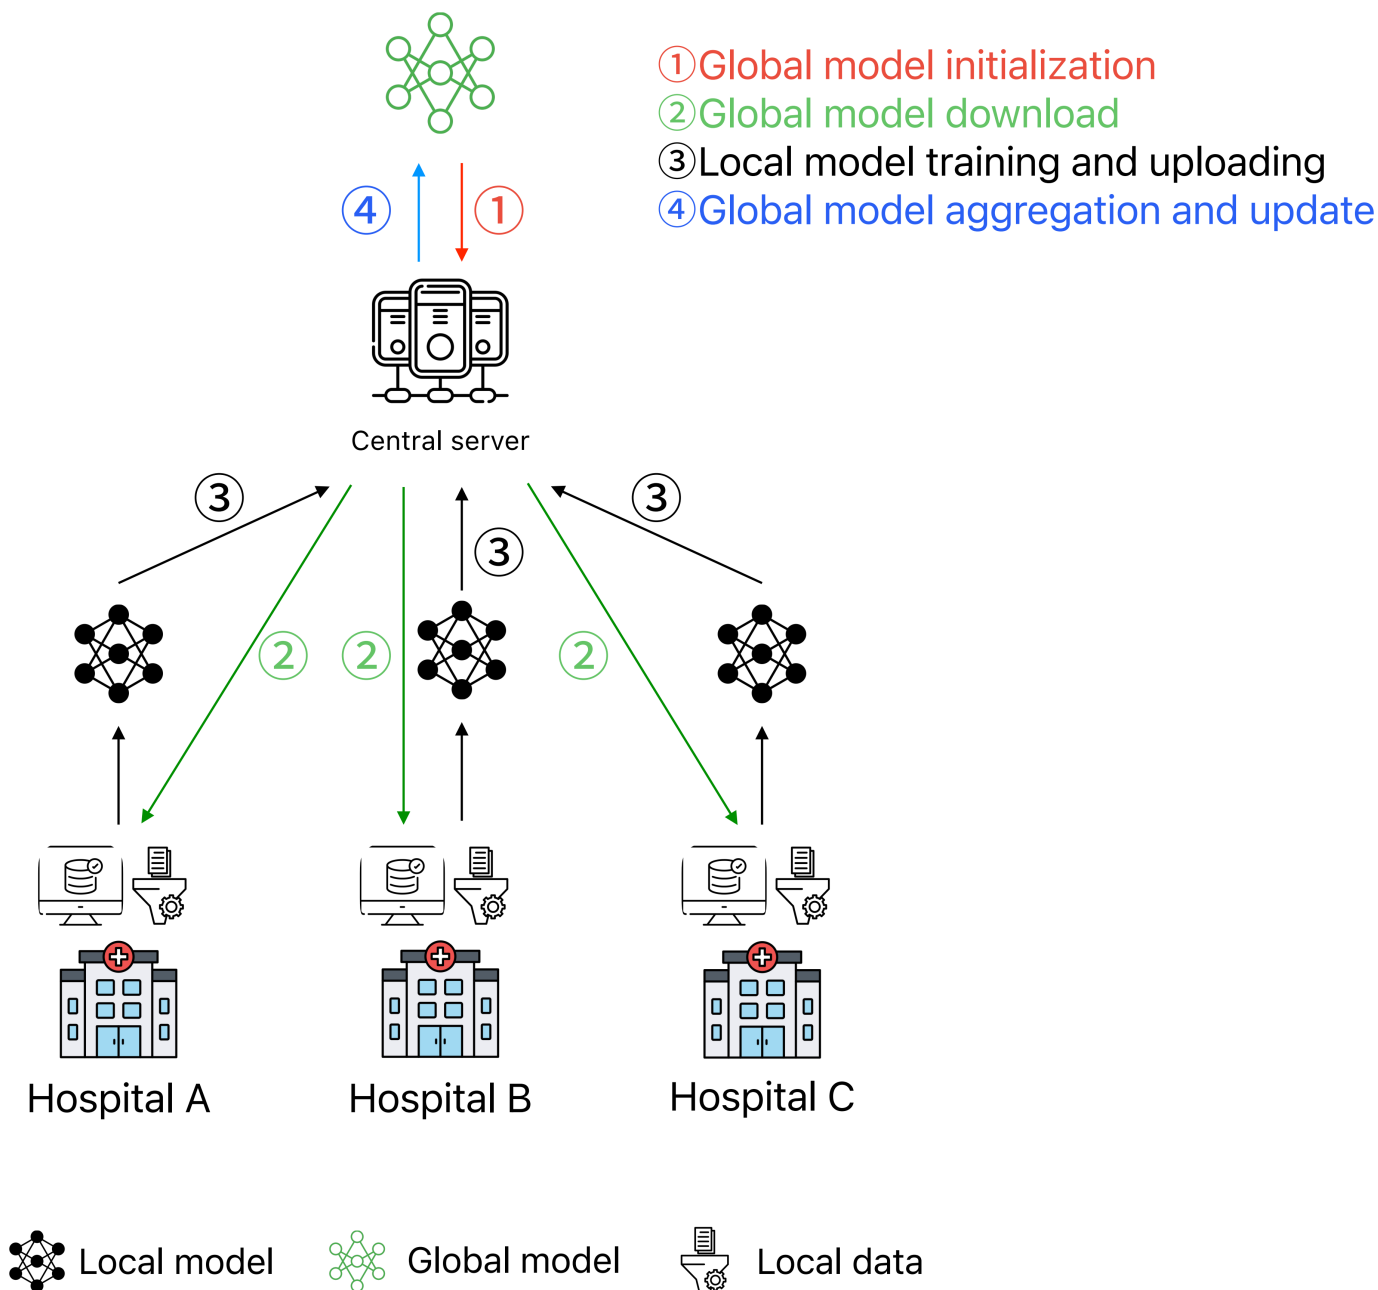 ①Global model initialization
②Global model download
③Local model training and uploading
④Global model aggregation and update
④
①
Central server
③
③
③
②
②
②
Hospital A
Hospital B
Hospital C
Local model
Global model
Local data